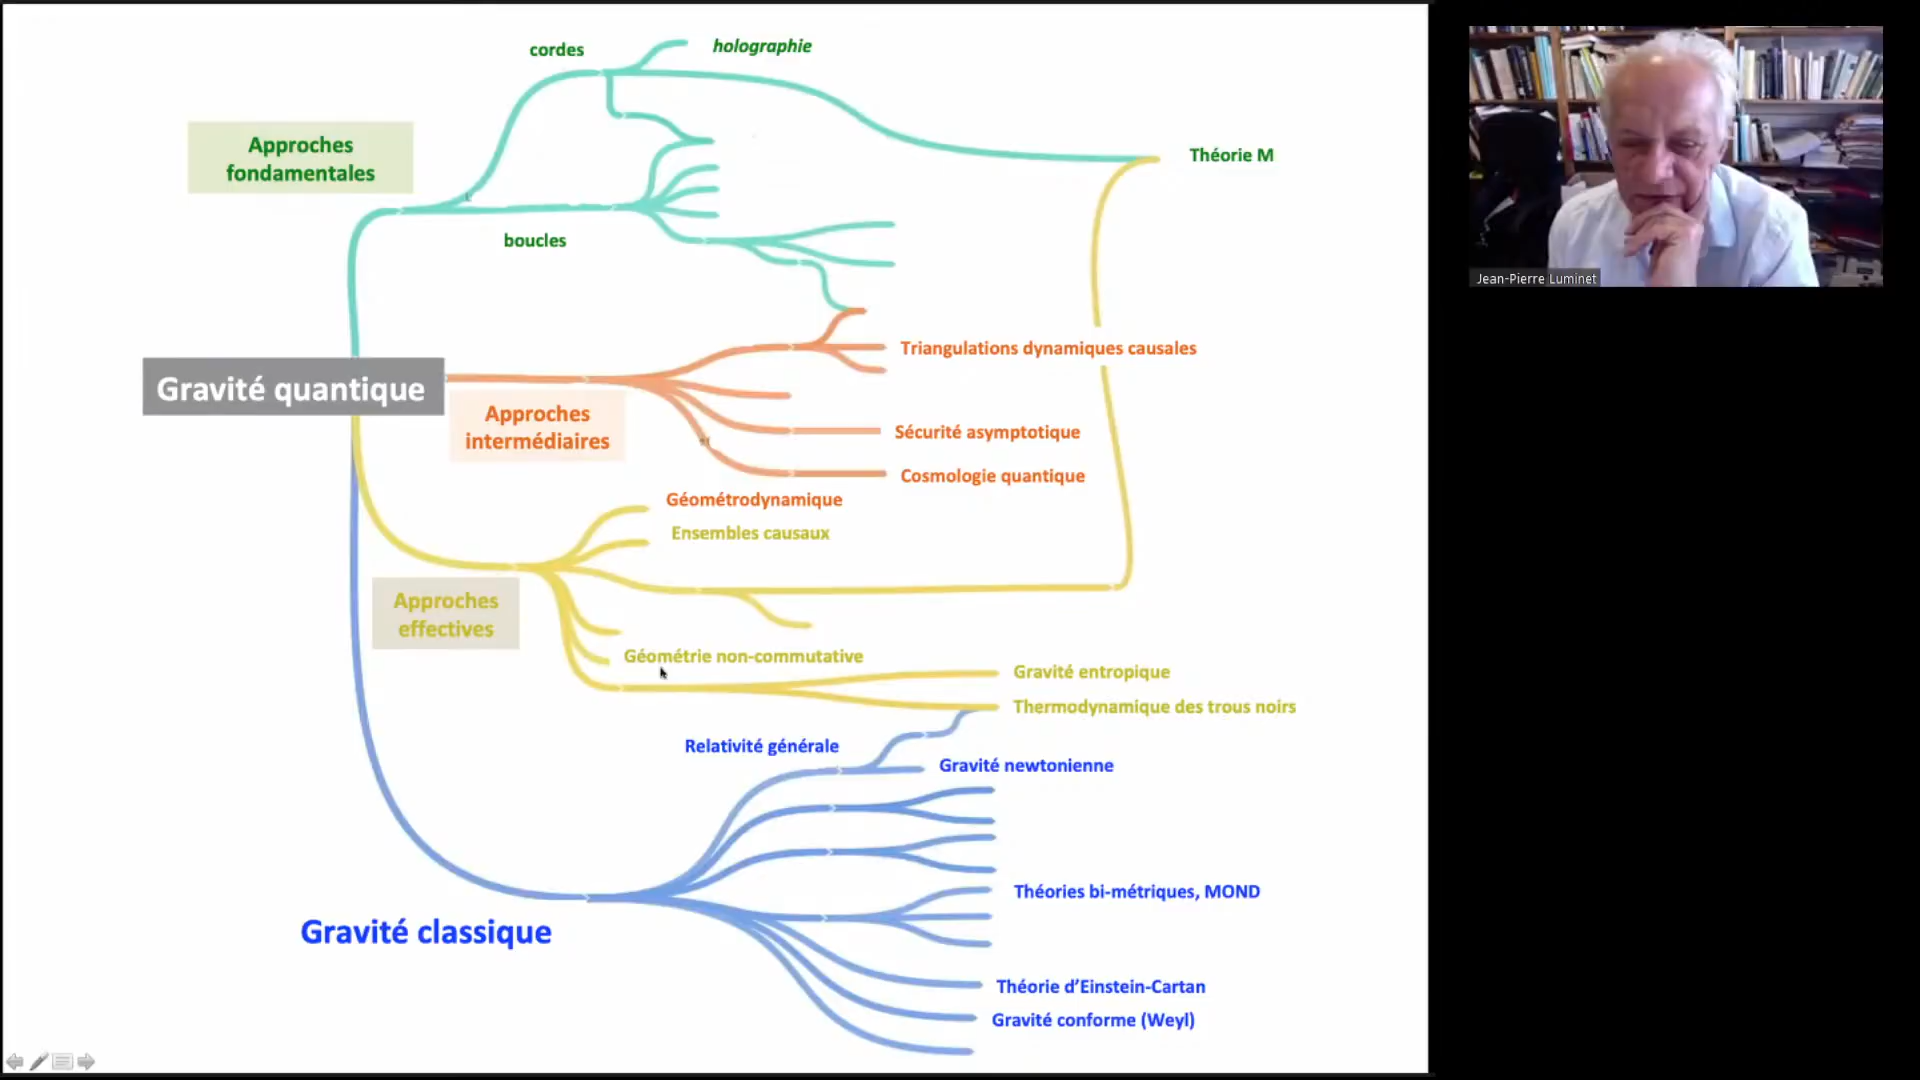 cordes
holographie
Approches
fondamentales
Théorie M
boucles
Triangulations dynamiques causales
Gravité quantique
Approches
intermédiaires
Sécurité asymptotique
Cosmologie quantique
Géométrodynamique
Ensembles causaux
Approches
effectives
Géométrie non-commutative
Gravité entropique
Thermodynamique des trous noirs
Relativité générale
Gravité newtonienne
Théories bi-métriques, MOND
Gravité classique
Théorie d’Einstein-Cartan
Gravité conforme (Weyl)
Jean-Pierre Luminet